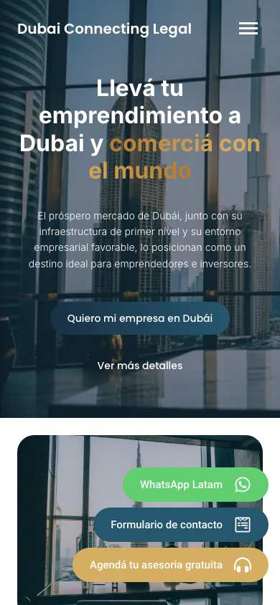 Dubai Connecting Legal
Llevá tu
emprendimiento a
Dubai y comerciá con
el mundo
El próspero mercado de Dubái, junto con su
infraestructura de primer nivel y su entorno
empresarial favorable, lo posicionan como un
destino ideal para emprendedores e inversores.
Quiero mi empresa en Dubái
Ver más detalles
WhatsApp Latam
Formulario de contacto
Agendá tu asesoria gratuita